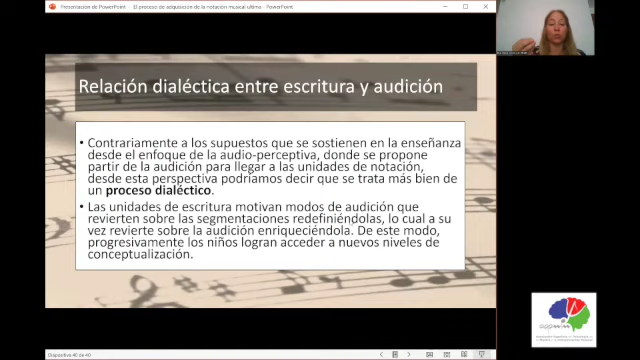 Presentación de PowerPoint - El proceso de adquisición de la notación musical ultimo - PowerPoint
Relación dialéctica entre escritura y audición
• Contrariamente a los supuestos que se sostienen en la enseñanza
desde el enfoque de la audio-perceptiva, donde se propone
partir de la audición para llegar a las unidades de notación,
desde esta perspectiva podríamos decir que se trata más bien de
un proceso dialéctico.
• Las unidades de escritura motivan modos de audición que
revierten sobre las segmentaciones redefiniéndolas, lo cual a su
vez revierte sobre la audición enriqueciéndola. De este modo,
progresivamente los niños logran acceder a nuevos niveles de
conceptualización.
Diapositiva 40 de 40